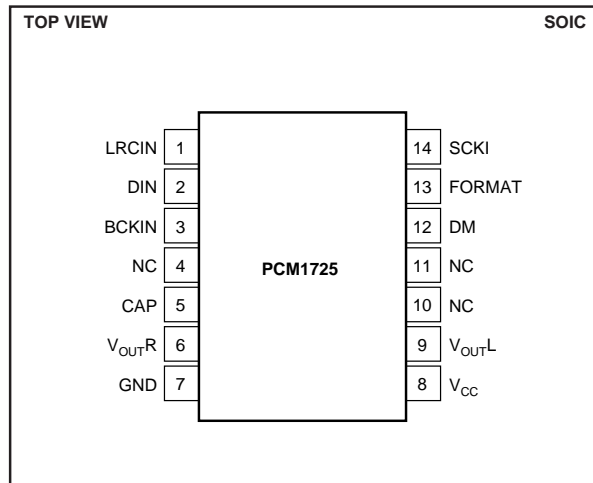 TOP VIEW SOIC
LRCIN 1 14 SCKI
DIN 2 13 FORMAT
BCKIN 3 12 DM
NC 4 PCM1725 11 NC
CAP 5 10 NC
VOUTR 6 9 VOUTL
GND 7 8 VCC